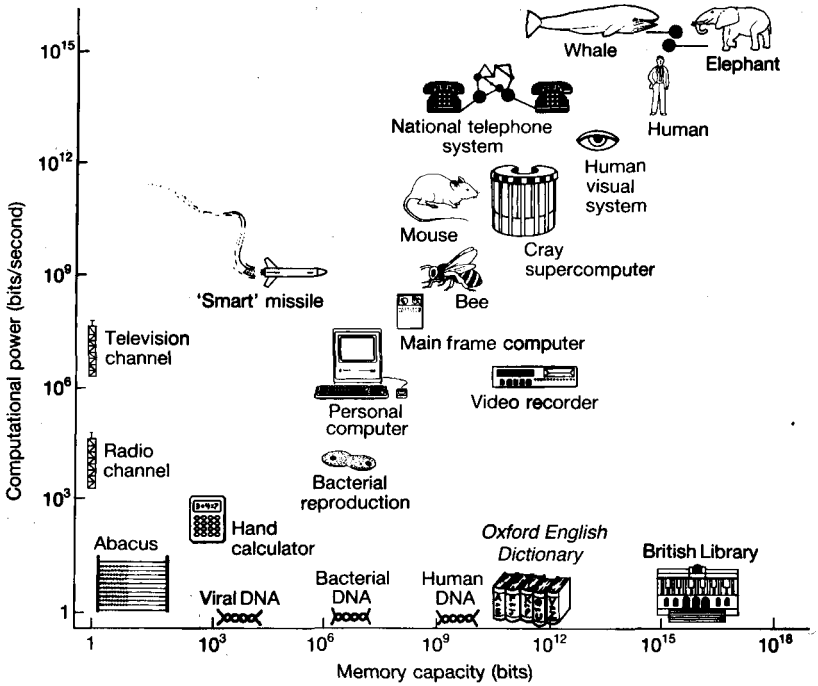 Computational power (bits/second)
10¹⁵
10¹²
10⁹
10⁶
10³
1
Whale
Elephant
National telephone
system
Human
Human
visual
system
Mouse
Cray
supercomputer
'Smart' missile
Bee
Television
channel
Main frame computer
Video recorder
Personal
computer
Radio
channel
Bacterial
reproduction
Hand
calculator
Abacus
Oxford English
Dictionary
British Library
Viral DNA
Bacterial
DNA
Human
DNA
1
10³
10⁶
10⁹
10¹²
10¹⁵
10¹⁸
Memory capacity (bits)